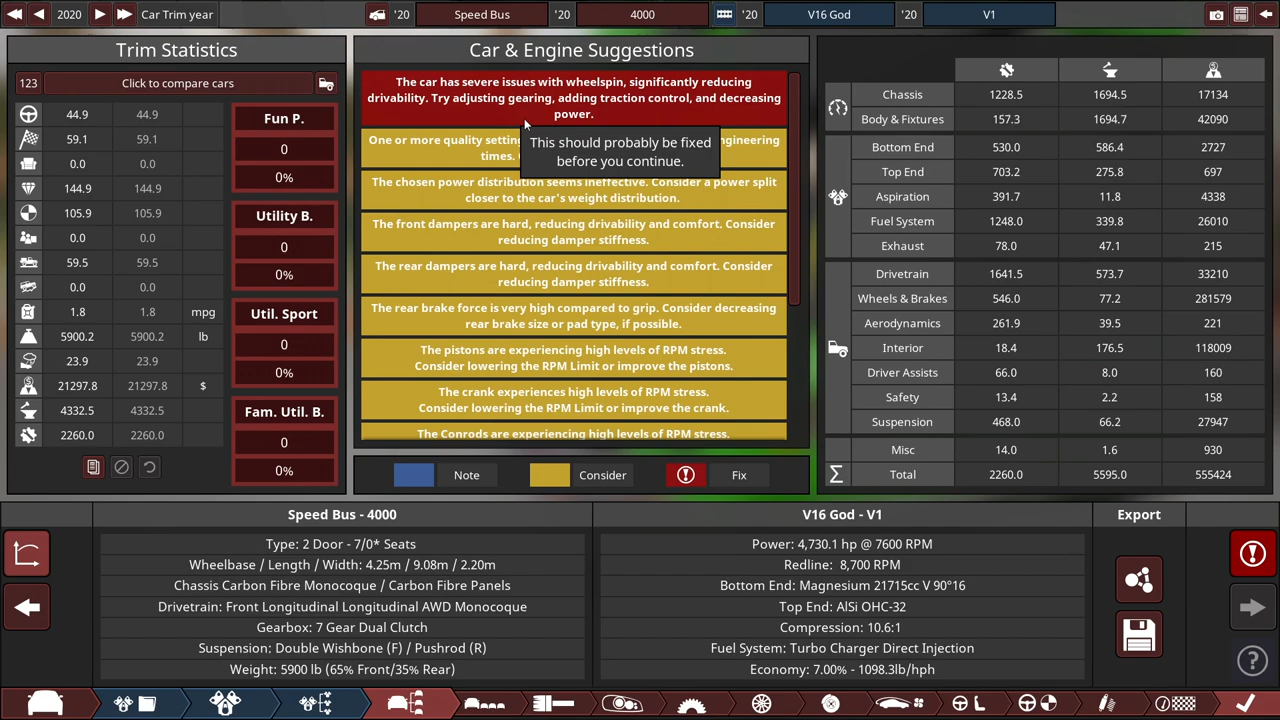 2020 Car Trim year '20 Speed Bus '20 4000 '20 V16 God '20 V1
Trim Statistics
123 Click to compare cars
44.9 44.9
59.1 59.1
0.0 0.0
144.9 144.9
105.9 105.9
0.0 0.0
59.5 59.5
0.0 0.0
1.8 1.8 mpg
5900.2 5900.2 lb
23.9 23.9
21297.8 21297.8 $
4332.5 4332.5
2260.0 2260.0
Fun P.
0
0%
Utility B.
0
0%
Util. Sport
0
0%
Fam. Util. B.
0
0%
Car & Engine Suggestions
The car has severe issues with wheelspin, significantly reducing
drivability. Try adjusting gearing, adding traction control, and decreasing
power.
One or more quality settin
gineering
times.
This should probably be fixed
before you continue.
The chosen power distribution seems ineffective. Consider a power split
closer to the car's weight distribution.
The front dampers are hard, reducing drivability and comfort. Consider
reducing damper stiffness.
The rear dampers are hard, reducing drivability and comfort. Consider
reducing damper stiffness.
The rear brake force is very high compared to grip. Consider decreasing
rear brake size or pad type, if possible.
The pistons are experiencing high levels of RPM stress.
Consider lowering the RPM Limit or improve the pistons.
The crank experiences high levels of RPM stress.
Consider lowering the RPM Limit or improve the crank.
The Conrods are experiencing high levels of RPM stress.
Note Consider Fix
Chassis 1228.5 1694.5 17134
Body & Fixtures 157.3 1694.7 42090
Bottom End 530.0 586.4 2727
Top End 703.2 275.8 697
Aspiration 391.7 11.8 4338
Fuel System 1248.0 339.8 26010
Exhaust 78.0 47.1 215
Drivetrain 1641.5 573.7 33210
Wheels & Brakes 546.0 77.2 281579
Aerodynamics 261.9 39.5 221
Interior 18.4 176.5 118009
Driver Assists 66.0 8.0 160
Safety 13.4 2.2 158
Suspension 468.0 66.2 27947
Misc 14.0 1.6 930
Σ Total 2260.0 5595.0 555424
Speed Bus - 4000
Type: 2 Door - 7/0* Seats
Wheelbase / Length / Width: 4.25m / 9.08m / 2.20m
Chassis Carbon Fibre Monocoque / Carbon Fibre Panels
Drivetrain: Front Longitudinal Longitudinal AWD Monocoque
Gearbox: 7 Gear Dual Clutch
Suspension: Double Wishbone (F) / Pushrod (R)
Weight: 5900 lb (65% Front/35% Rear)
V16 God - V1
Power: 4,730.1 hp @ 7600 RPM
Redline: 8,700 RPM
Bottom End: Magnesium 21715cc V 90°16
Top End: AlSi OHC-32
Compression: 10.6:1
Fuel System: Turbo Charger Direct Injection
Economy: 7.00% - 1098.3lb/hph
Export